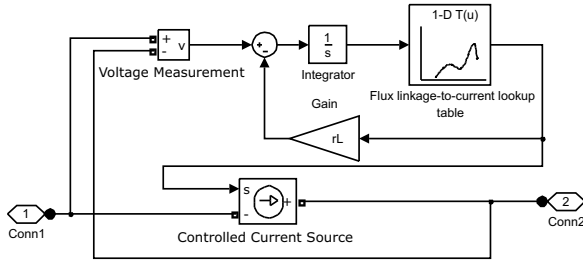 1-D T(u)
+
-
v
+
-
1
s
Voltage Measurement
Integrator
Flux linkage-to-current lookup
table
Gain
rL
s
-
+
1
Conn1
2
Conn2
Controlled Current Source